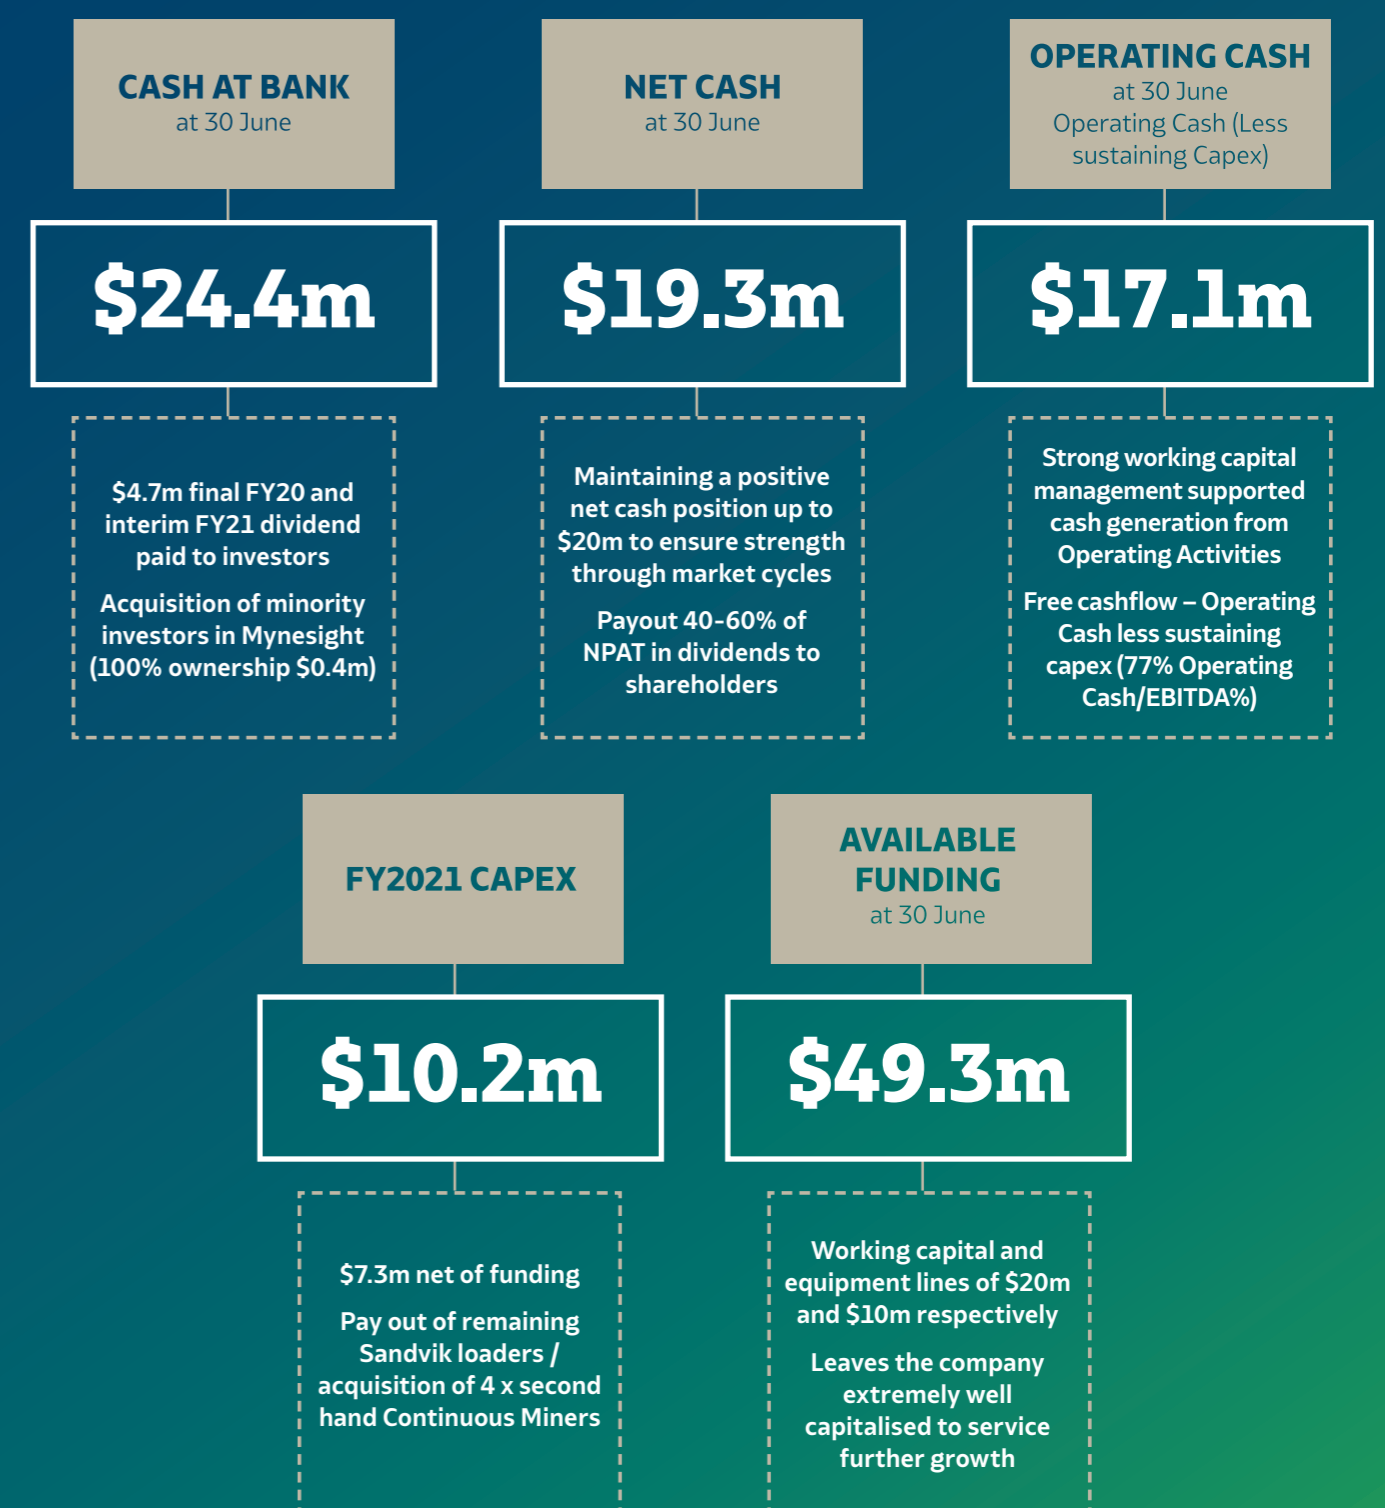 CASH AT BANK
at 30 June
$24.4m
$4.7m final FY20 and
interim FY21 dividend
paid to investors
Acquisition of minority
investors in Mynesight
(100% ownership $0.4m)
NET CASH
at 30 June
$19.3m
Maintaining a positive
net cash position up to
$20m to ensure strength
through market cycles
Payout 40-60% of
NPAT in dividends to
shareholders
OPERATING CASH
at 30 June
Operating Cash (Less
sustaining Capex)
$17.1m
Strong working capital
management supported
cash generation from
Operating Activities
Free cashflow – Operating
Cash less sustaining
capex (77% Operating
Cash/EBITDA%)
FY2021 CAPEX
$10.2m
$7.3m net of funding
Pay out of remaining
Sandvik loaders /
acquisition of 4 x second
hand Continuous Miners
AVAILABLE
FUNDING
at 30 June
$49.3m
Working capital and
equipment lines of $20m
and $10m respectively
Leaves the company
extremely well
capitalised to service
further growth